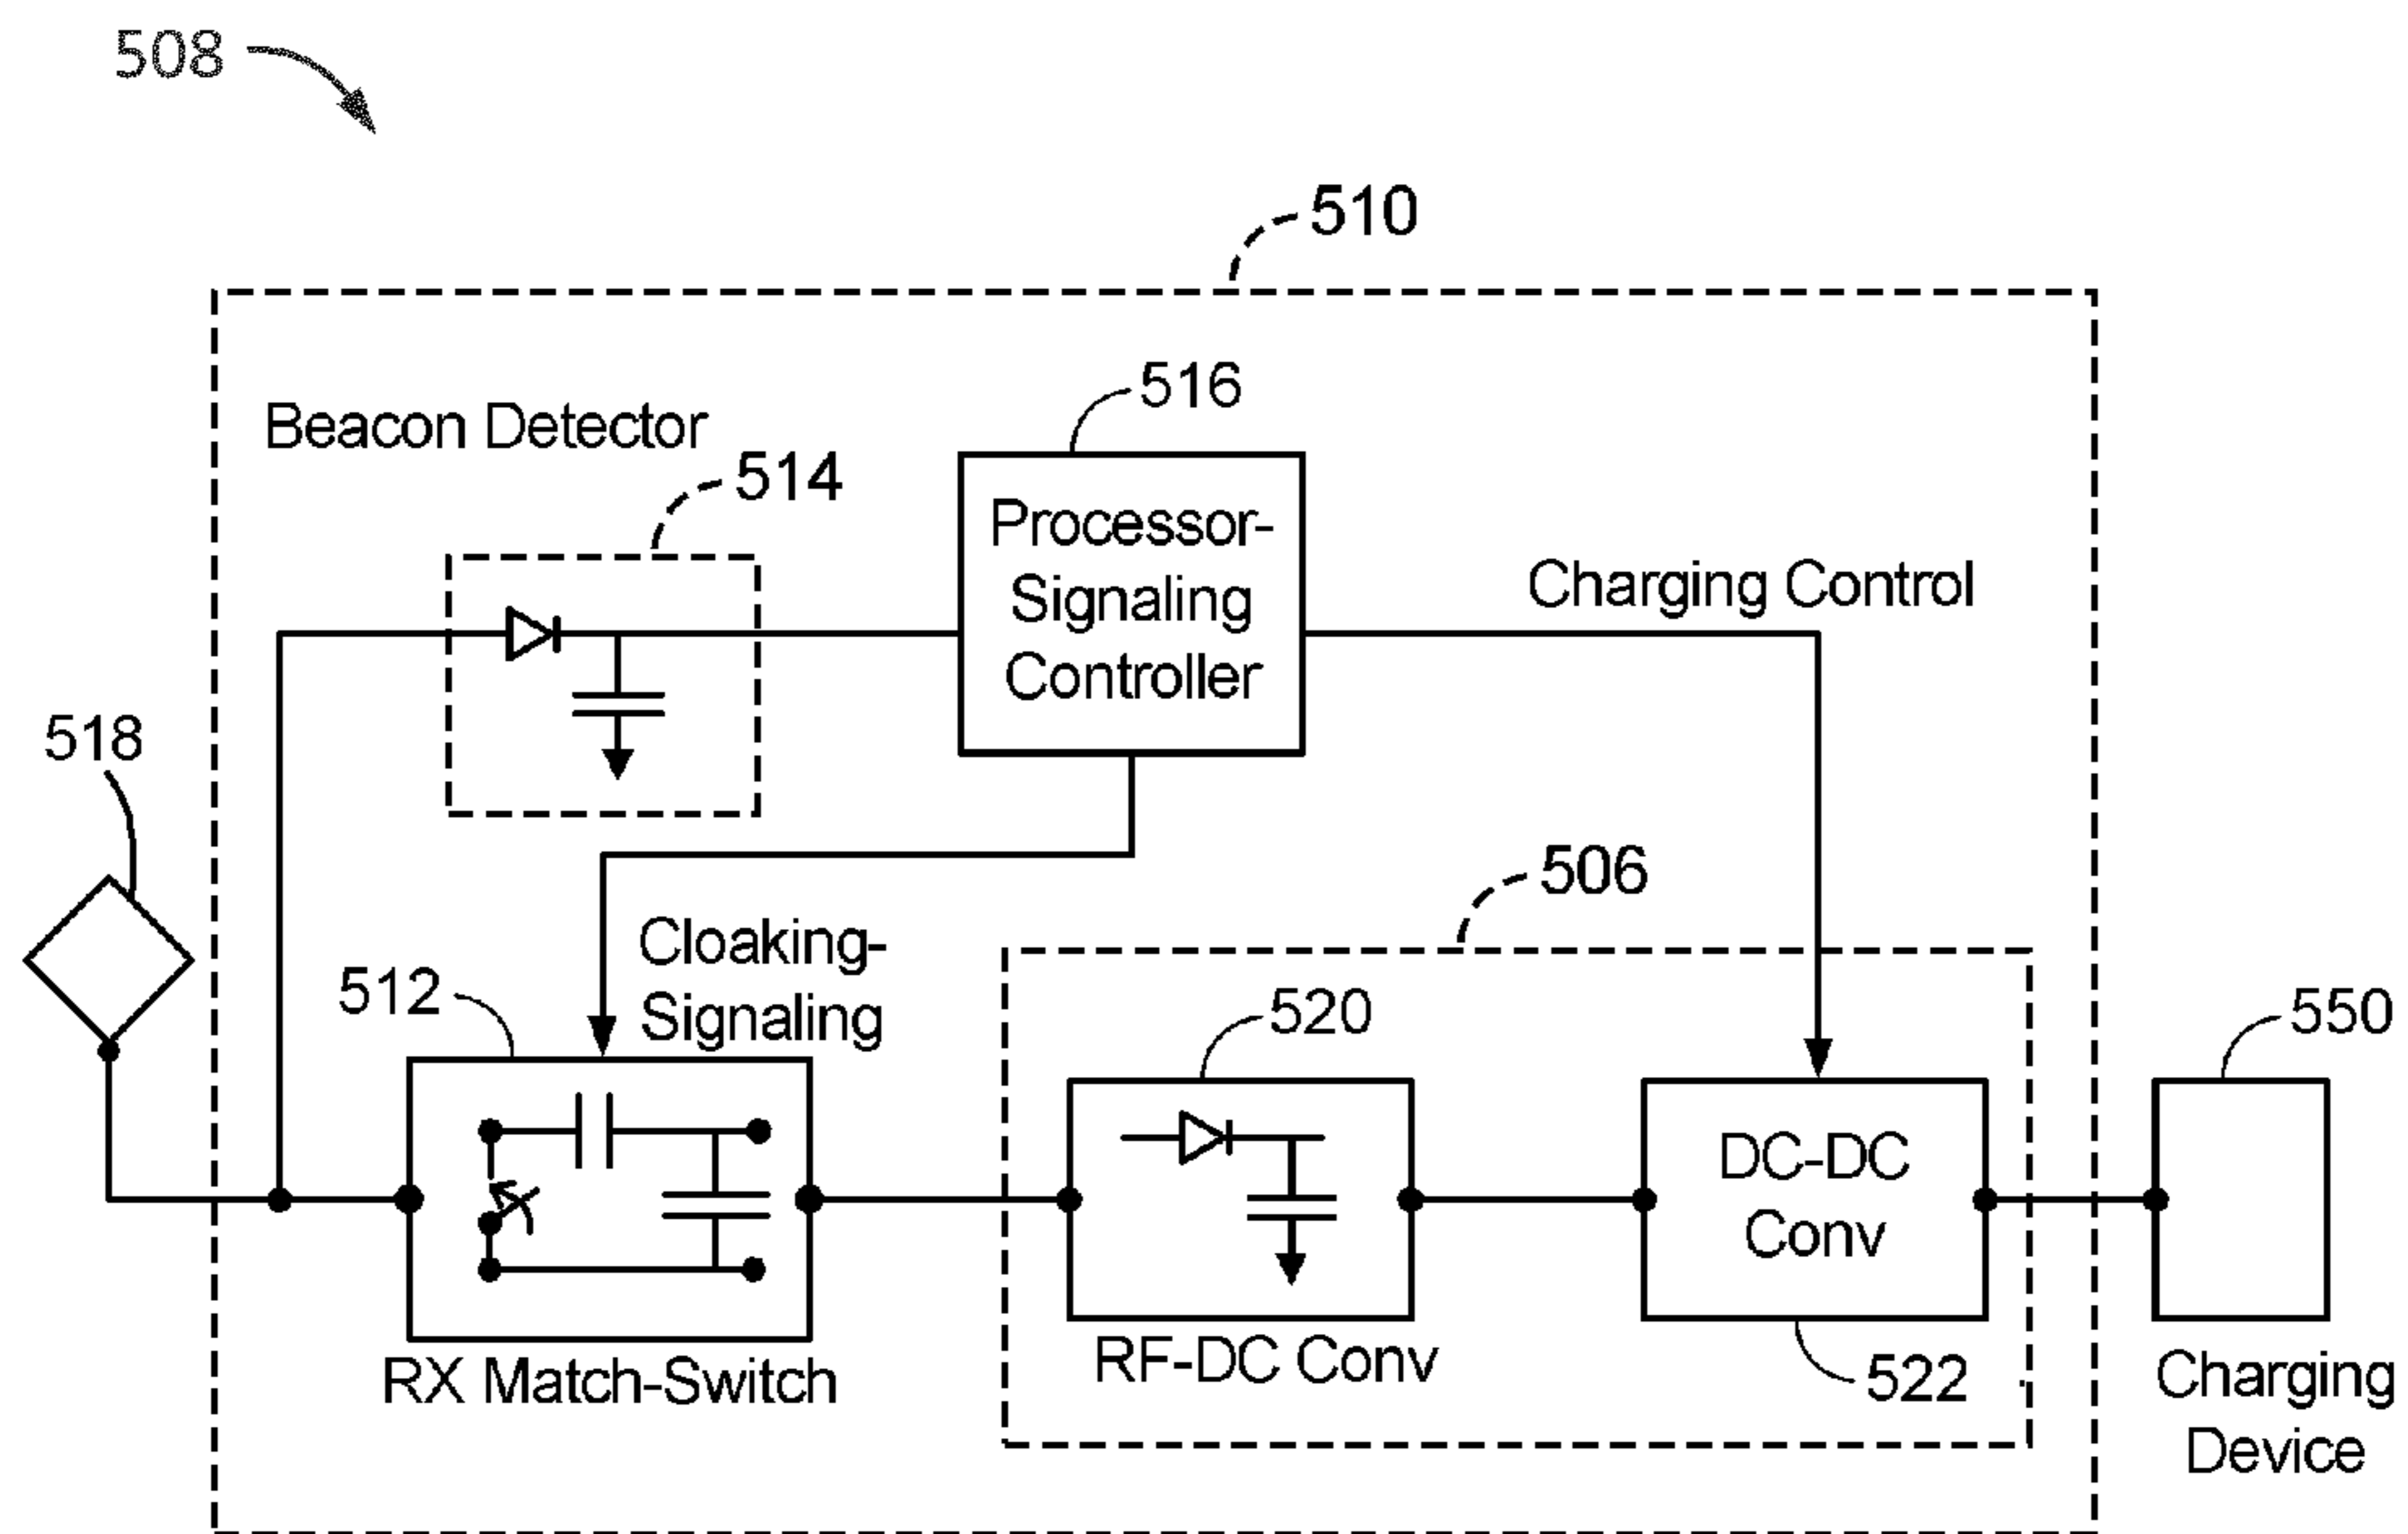 508
510
516
Beacon Detector
514
Processor-
Signaling
Controller
Charging Control
518
506
Cloaking-
Signaling
512
520
550
DC-DC
Conv
RX Match-Switch
RF-DC Conv
522
Charging
Device